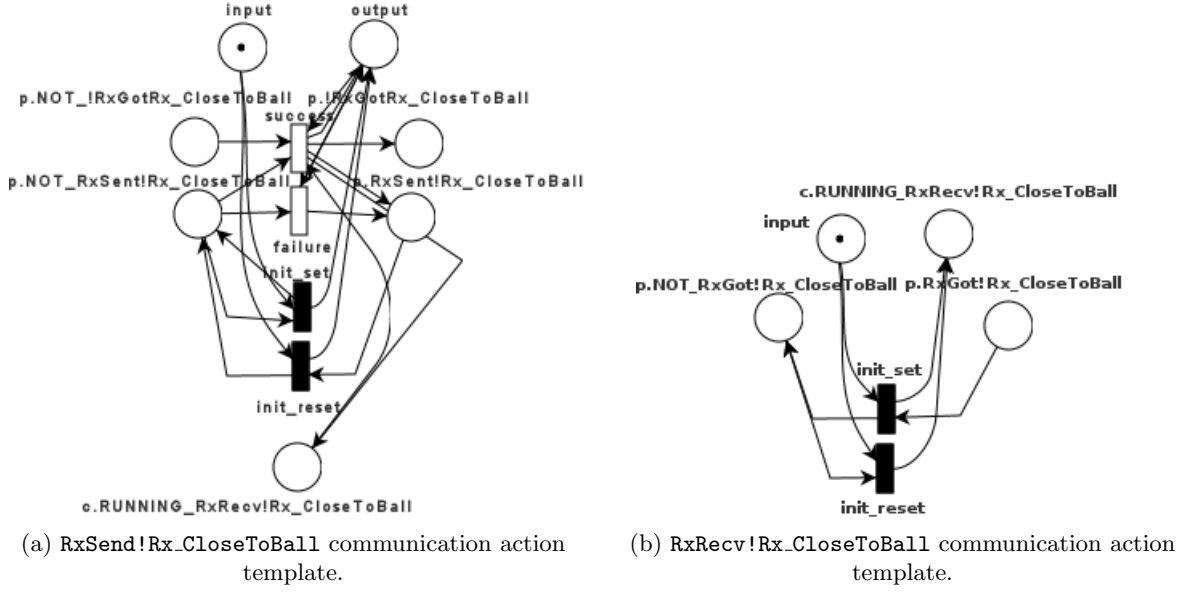 input output
p.NOT_!RxGotRx_CloseToBall p.!RxGotRx_CloseToBall
success
p.NOT_RxSent!Rx_CloseToBall p.RxSent!Rx_CloseToBall
failure
init_set
init_reset
c.RUNNING_RxRecv!Rx_CloseToBall
(a) RxSend!Rx_CloseToBall communication action
template.
c.RUNNING_RxRecv!Rx_CloseToBall
input
p.NOT_RxGot!Rx_CloseToBall p.RxGot!Rx_CloseToBall
init_set
init_reset
(b) RxRecv!Rx_CloseToBall communication action
template.